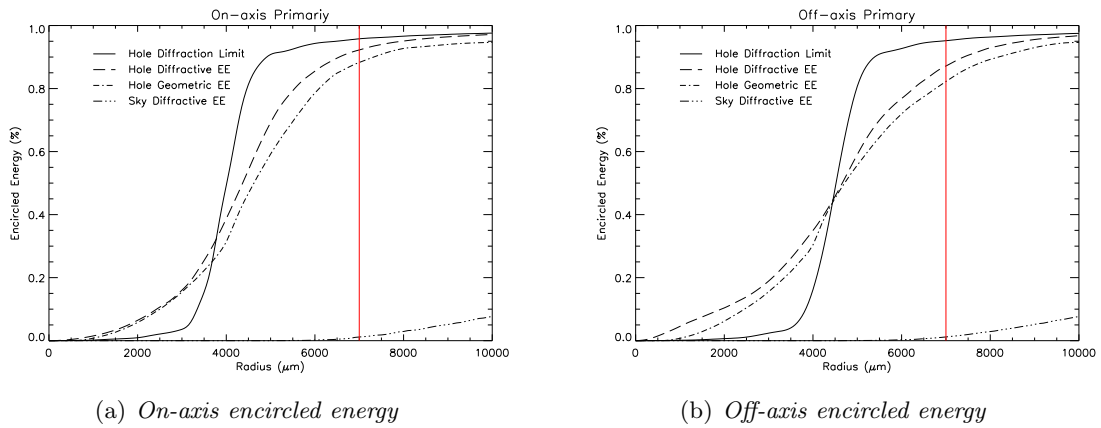 On-axis Primariy
Encircled Energy (%)
1.0
0.8
0.6
0.4
0.2
0.0
Hole Diffraction Limit
Hole Diffractive EE
Hole Geometric EE
Sky Diffractive EE
0 2000 4000 6000 8000 10000
Radius (μm)
(a) On-axis encircled energy
Off-axis Primary
Encircled Energy (%)
1.0
0.8
0.6
0.4
0.2
0.0
Hole Diffraction Limit
Hole Diffractive EE
Hole Geometric EE
Sky Diffractive EE
0 2000 4000 6000 8000 10000
Radius (μm)
(b) Off-axis encircled energy